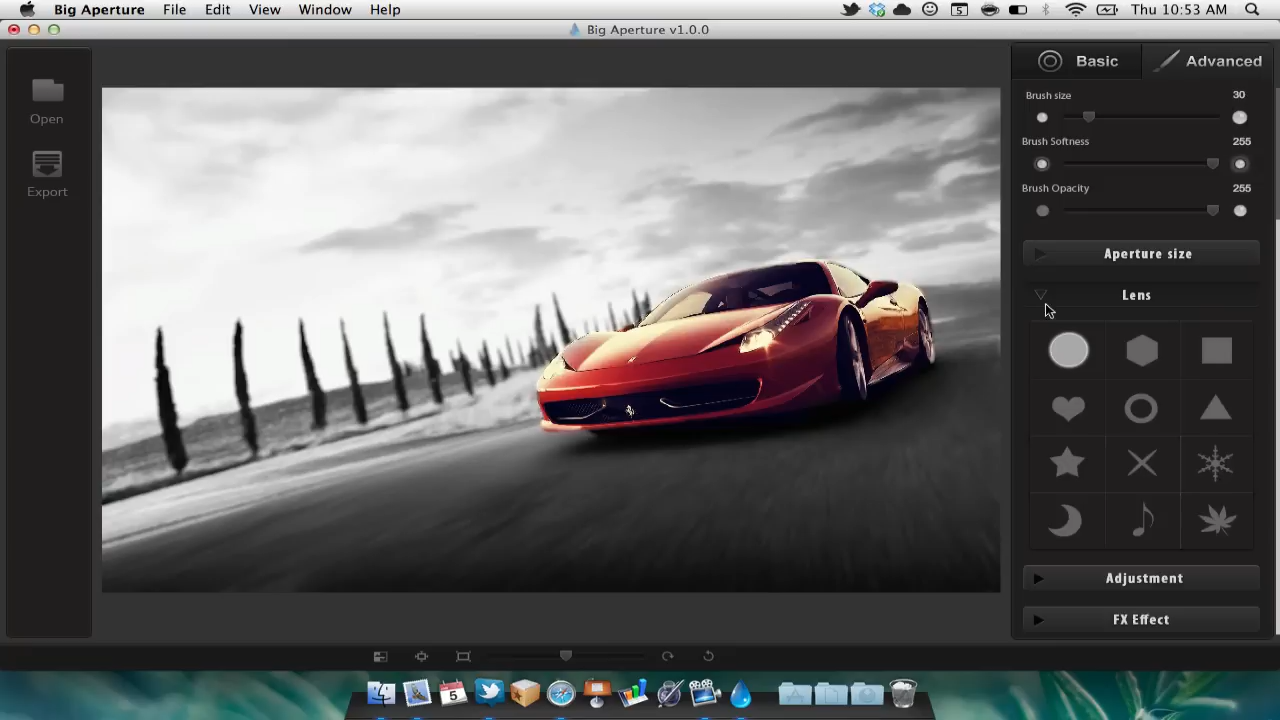 Big Aperture File Edit View Window Help
5
Thu 10:53 AM
Big Aperture v1.0.0
Open
Export
Basic
Advanced
Brush size 30
Brush Softness 255
Brush Opacity 255
Aperture size
Lens
Adjustment
FX Effect
5